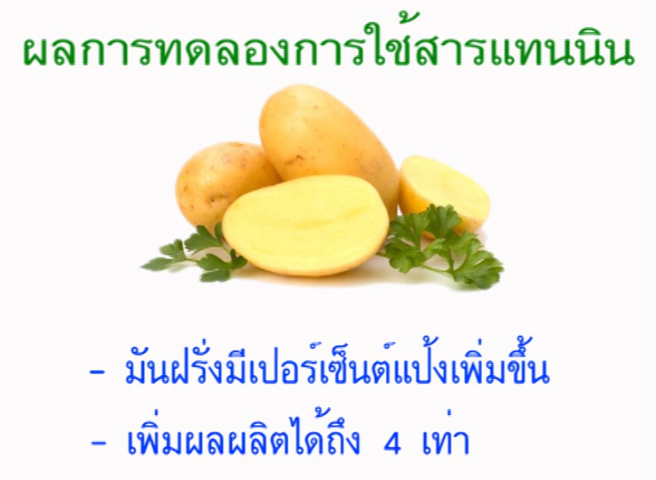 ผลการทดลองการใช้สารแทนนิน
- มันฝรั่งมีเปอร์เซ็นต์แป้งเพิ่มขึ้น
- เพิ่มผลผลิตได้ถึง 4 เท่า